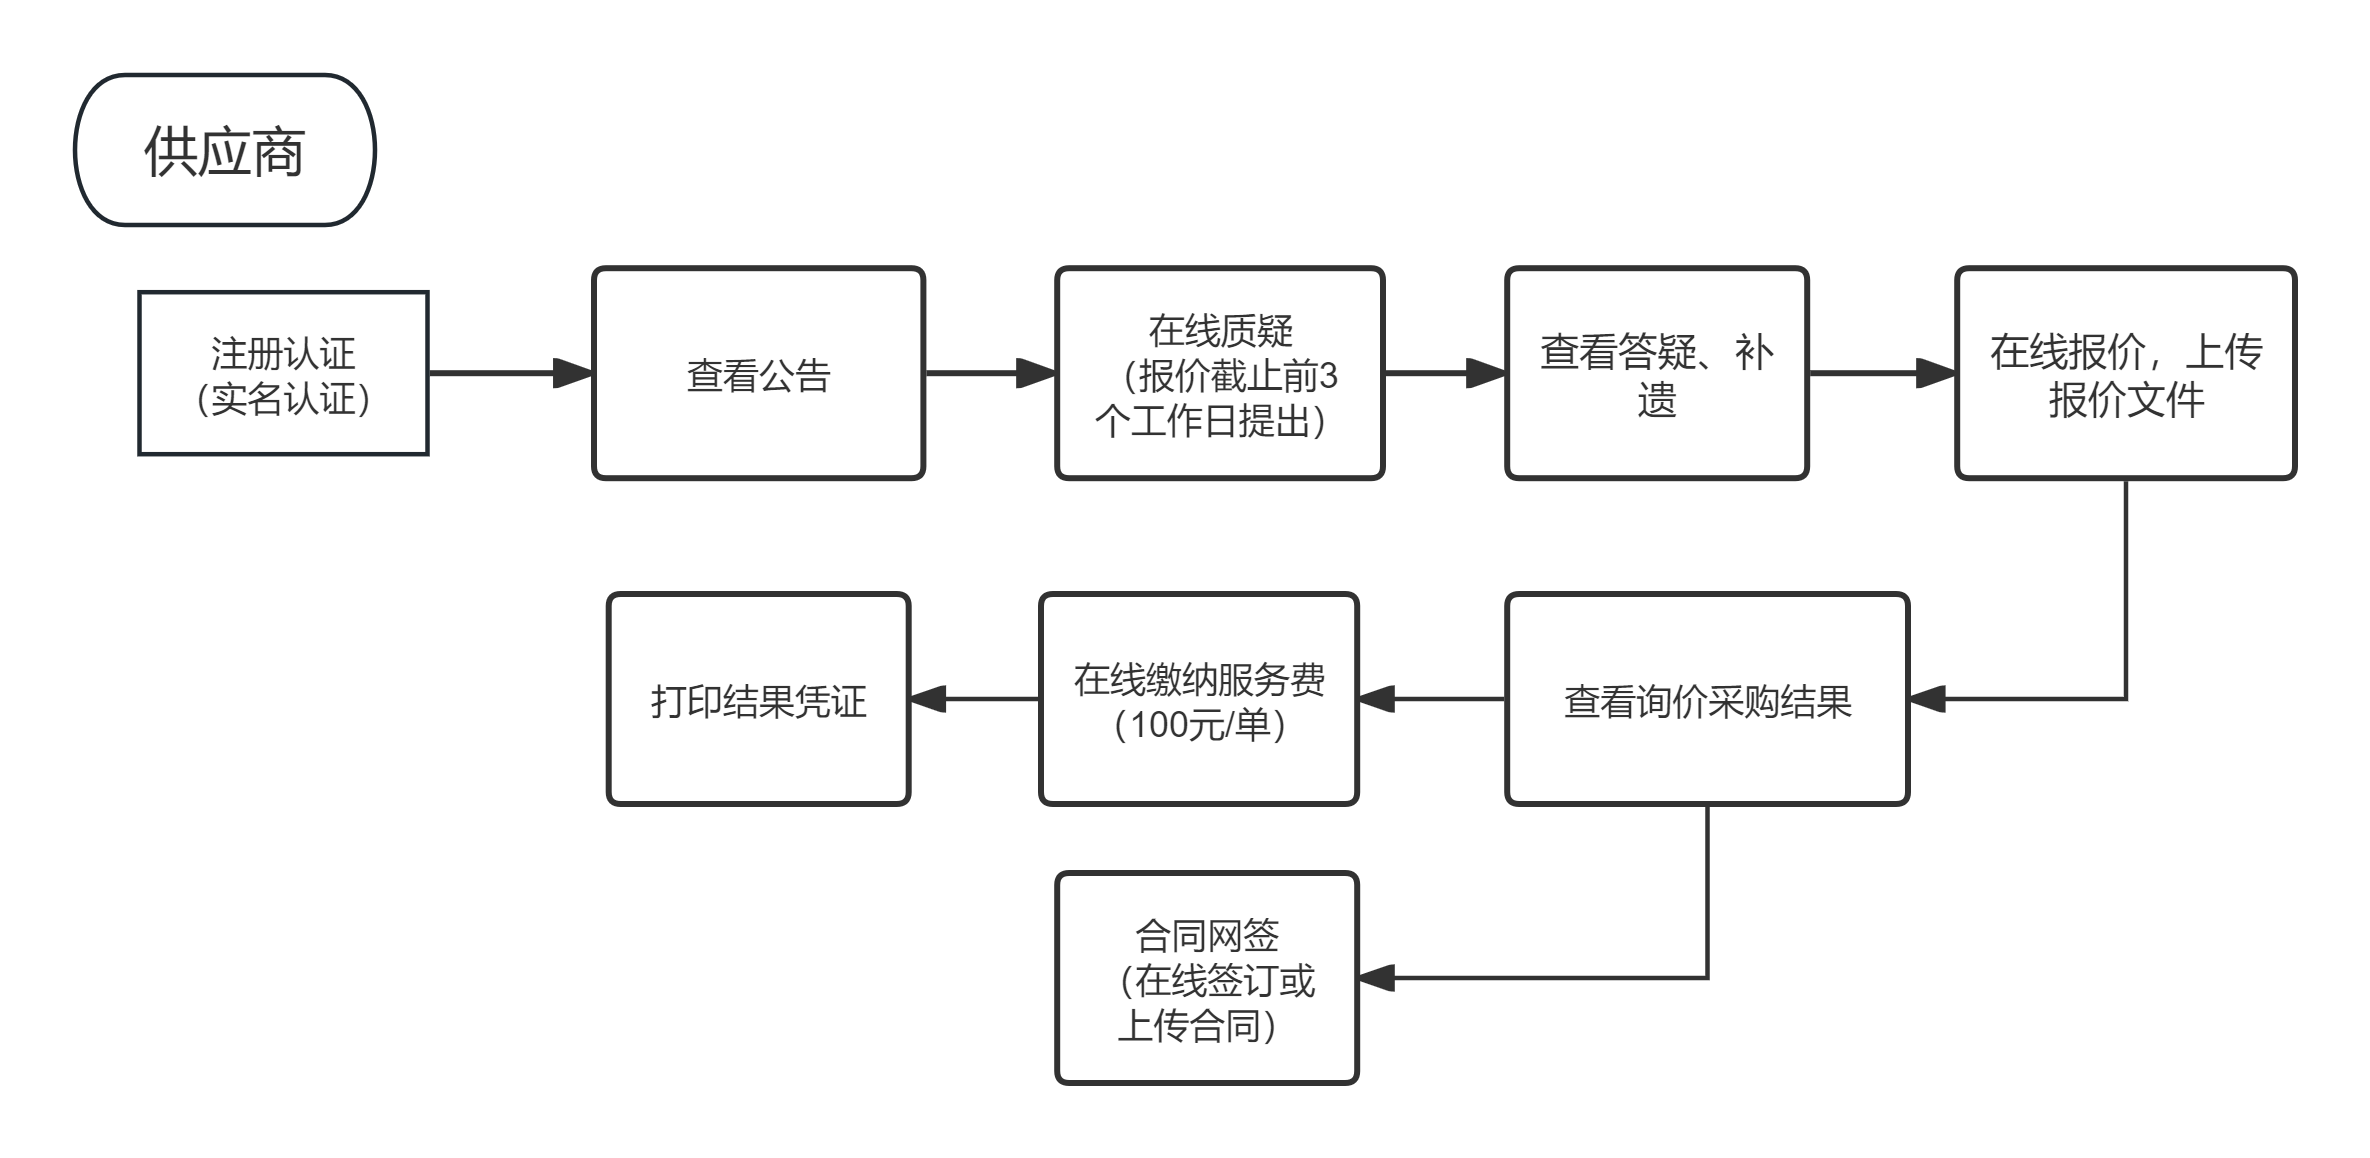 供应商
注册认证
（实名认证）
查看公告
在线质疑
（报价截止前3
个工作日提出）
查看答疑、补
遗
在线报价，上传
报价文件
查看询价采购结果
在线缴纳服务费
（100元/单）
打印结果凭证
合同网签
（在线签订或
上传合同）